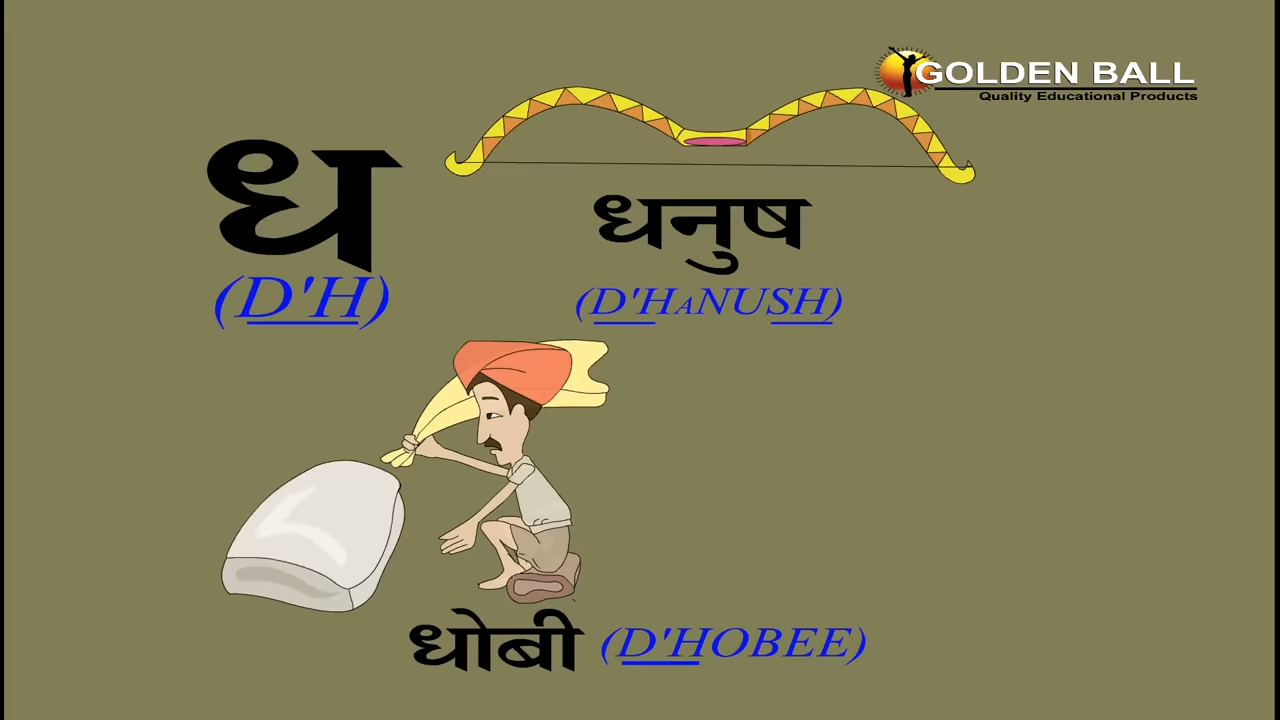 GOLDEN BALL
Quality Educational Products
ध
(D'H)
धनुष
(D'HANUSH)
धोबी (D'HOBEE)